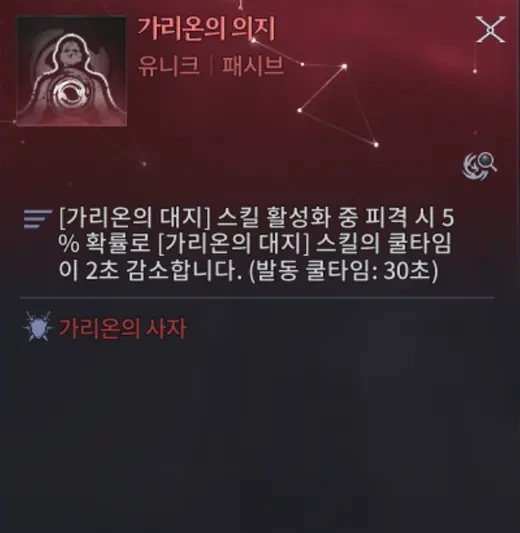 가리온의 의지
유니크 | 패시브
[가리온의 대지] 스킬 활성화 중 피격 시 5
% 확률로 [가리온의 대지] 스킬의 쿨타임
이 2초 감소합니다. (발동 쿨타임: 30초)
가리온의 사자